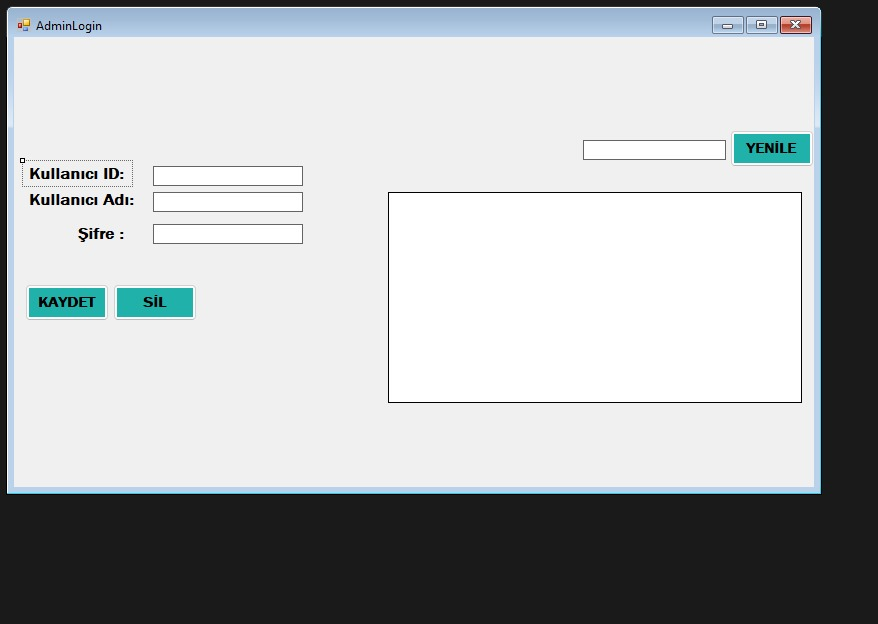 AdminLogin
YENİLE
Kullanıcı ID:
Kullanıcı Adı:
Şifre :
KAYDET SİL